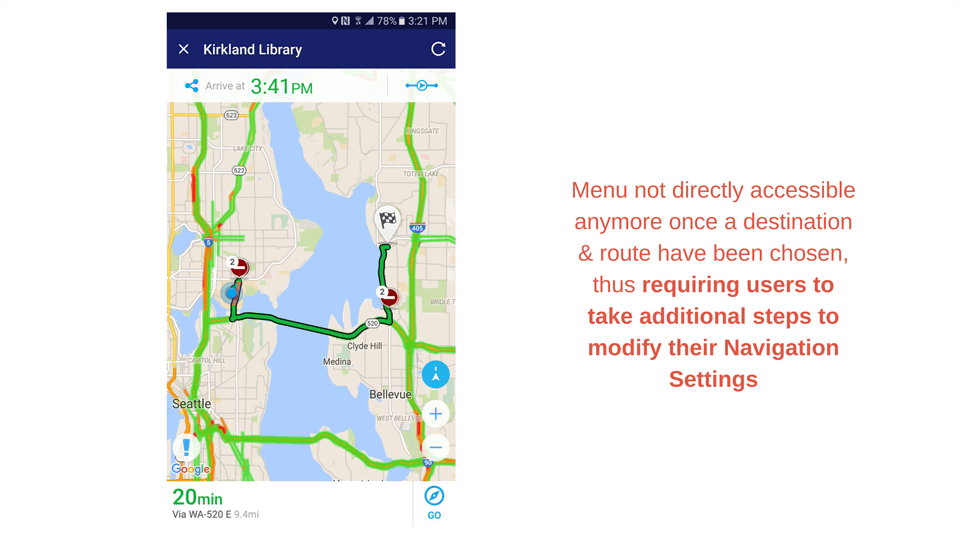 78% 3:21 PM
Kirkland Library
Arrive at 3:41PM
523
KINGSGATE
LAKE CITY
522
TOTEM LAKE
405
5
2
2
BRIDLE T
520
Clyde Hill
CAPITOL HILL
Medina
Bellevue
Seattle
WEST BELLEV
90
Google
20min
Via WA-520 E 9.4mi
GO
Menu not directly accessible
anymore once a destination
& route have been chosen,
thus requiring users to
take additional steps to
modify their Navigation
Settings